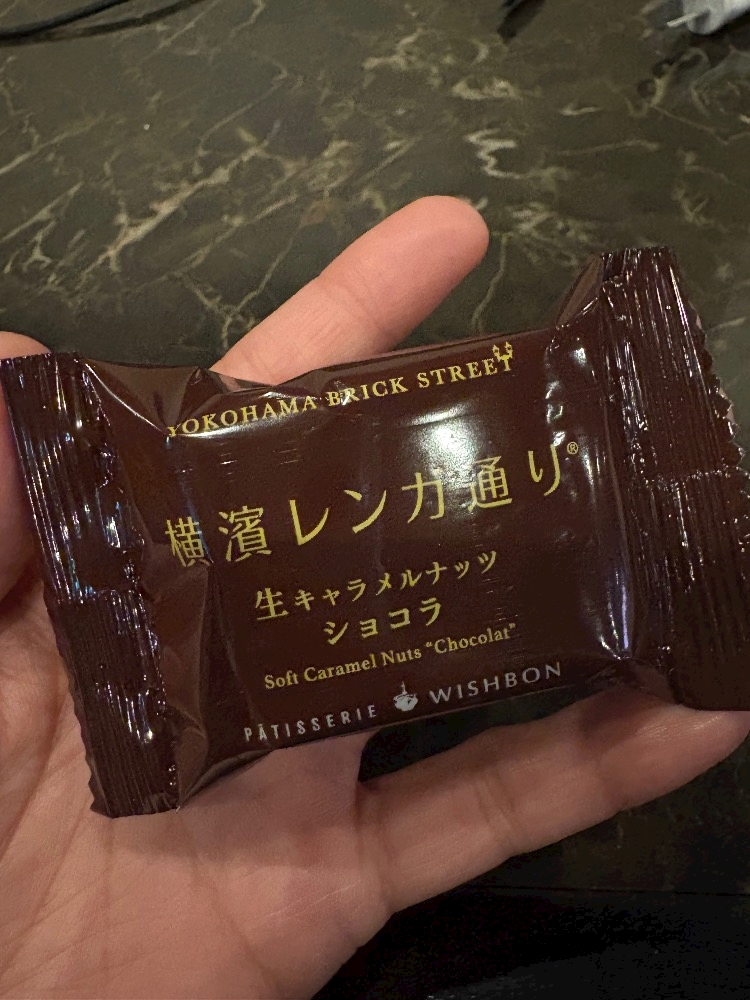 YOKOHAMA BRICK STREET
横濱レンガ通り®
生キャラメルナッツ
ショコラ
Soft Caramel Nuts “Chocolat”
PÂTISSERIE WISHBON